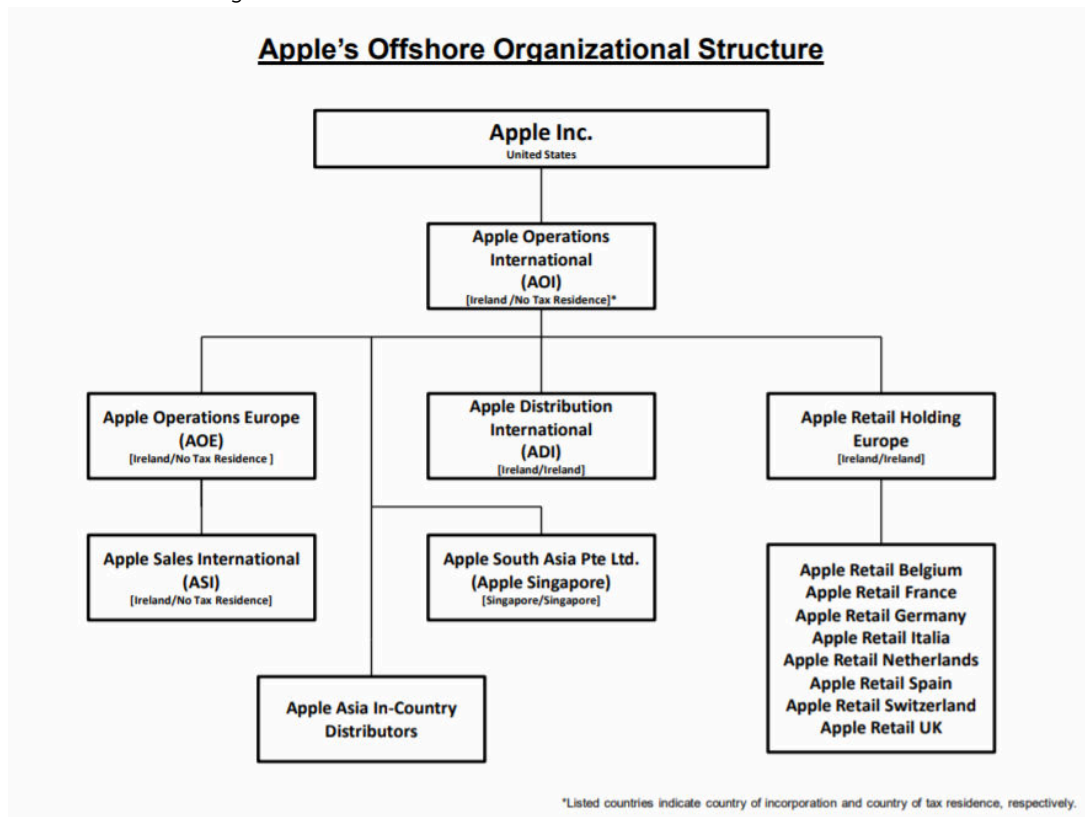 Apple's Offshore Organizational Structure
Apple Inc.
United States
Apple Operations
International
(AOI)
[Ireland /No Tax Residence]*
Apple Operations Europe
(AOE)
[Ireland/No Tax Residence ]
Apple Distribution
International
(ADI)
[Ireland/Ireland]
Apple Retail Holding
Europe
[Ireland/Ireland]
Apple Sales International
(ASI)
[Ireland/No Tax Residence]
Apple South Asia Pte Ltd.
(Apple Singapore)
[Singapore/Singapore]
Apple Retail Belgium
Apple Retail France
Apple Retail Germany
Apple Retail Italia
Apple Retail Netherlands
Apple Retail Spain
Apple Retail Switzerland
Apple Retail UK
Apple Asia In-Country
Distributors
*Listed countries indicate country of incorporation and country of tax residence, respectively.